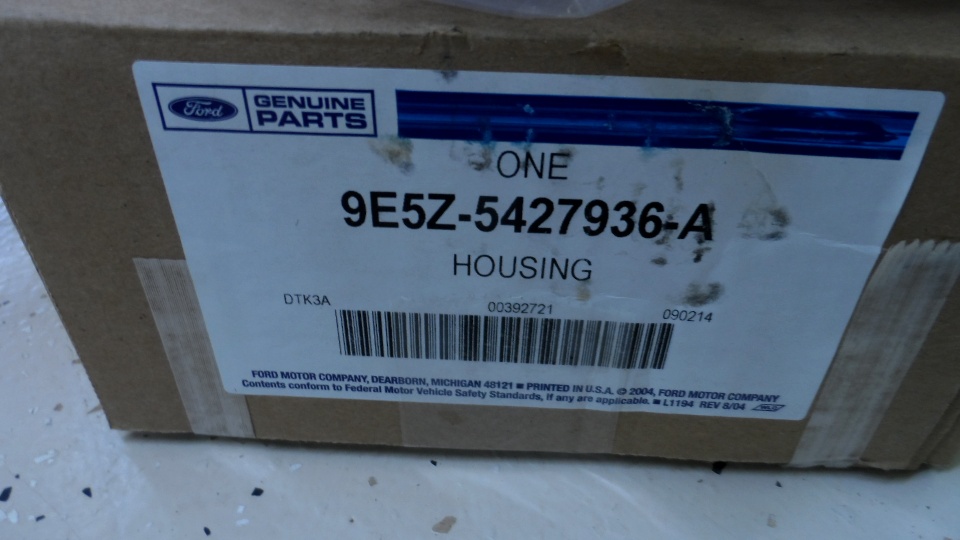 Ford GENUINE
PARTS
ONE
9E5Z-5427936-A
HOUSING
DTK3A 00392721 090214
FORD MOTOR COMPANY, DEARBORN, MICHIGAN 48121 ■ PRINTED IN U.S.A. © 2004, FORD MOTOR COMPANY
Contents conform to Federal Motor Vehicle Safety Standards, if any are applicable. ■ L1194 REV 8/04